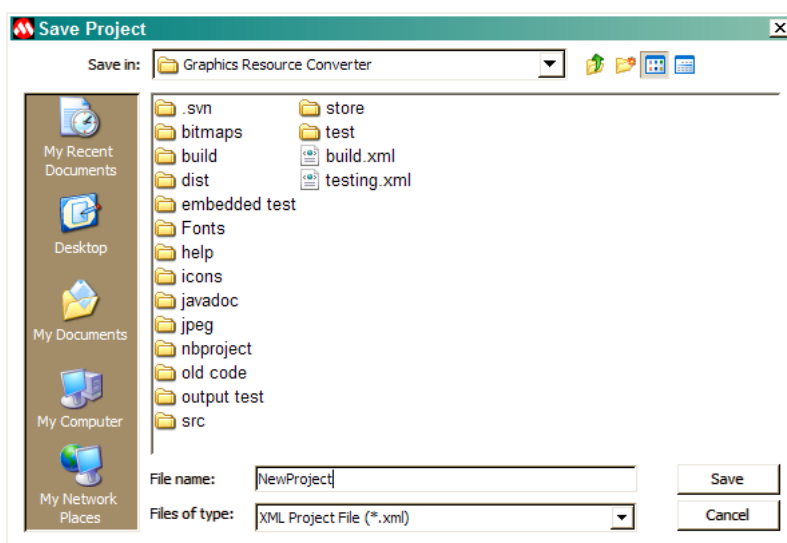 Save Project
Save in:
Graphics Resource Converter
My Recent
Documents
Desktop
My Documents
My Computer
My Network
Places
.svn
bitmaps
build
dist
embedded test
Fonts
help
icons
javadoc
jpeg
nbproject
old code
output test
src
store
test
build.xml
testing.xml
File name:
NewProject
Save
Files of type:
XML Project File (*.xml)
Cancel